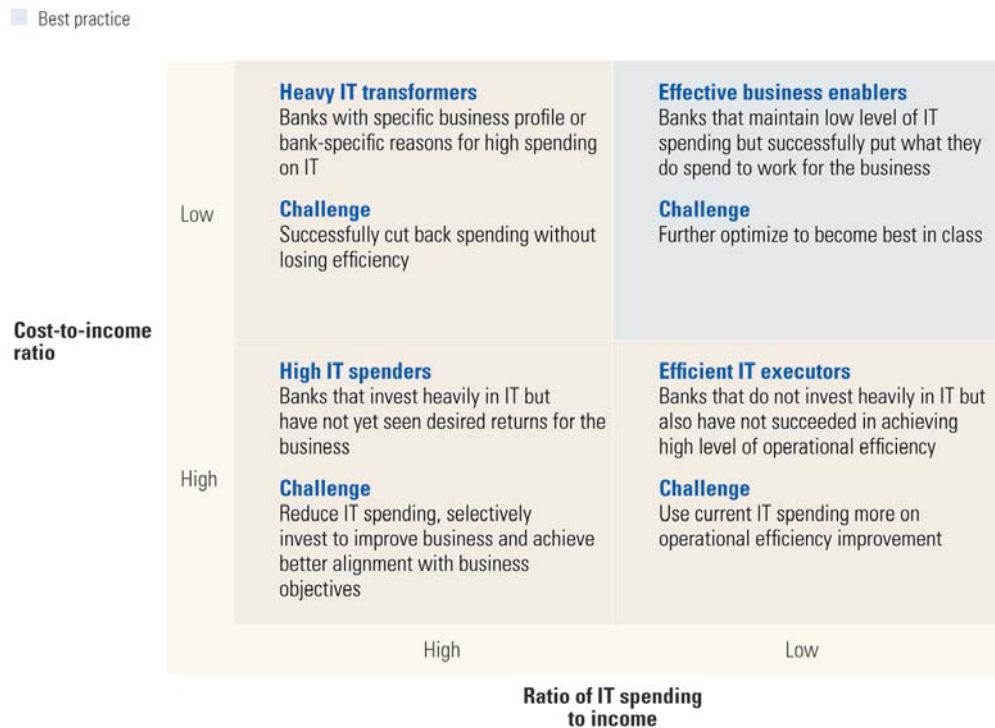 Best practice
Heavy IT transformers
Banks with specific business profile or
bank-specific reasons for high spending
on IT
Challenge
Successfully cut back spending without
losing efficiency
Effective business enablers
Banks that maintain low level of IT
spending but successfully put what they
do spend to work for the business
Challenge
Further optimize to become best in class
Low
Cost-to-income
ratio
High IT spenders
Banks that invest heavily in IT but
have not yet seen desired returns for the
business
Challenge
Reduce IT spending, selectively
invest to improve business and achieve
better alignment with business
objectives
Efficient IT executors
Banks that do not invest heavily in IT but
also have not succeeded in achieving
high level of operational efficiency
Challenge
Use current IT spending more on
operational efficiency improvement
High
High
Low
Ratio of IT spending
to income